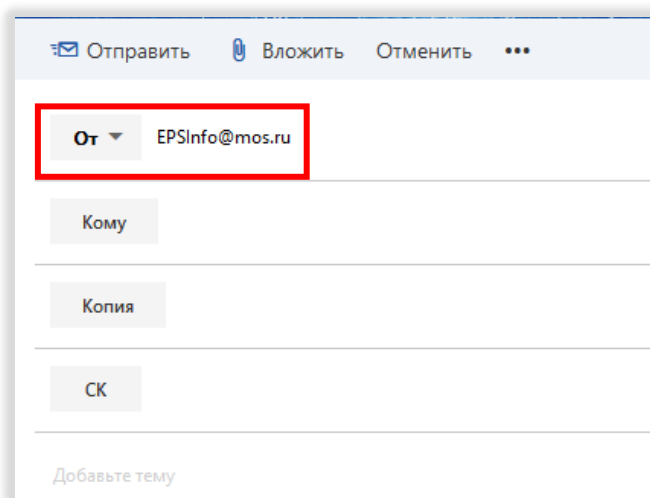 Отправить Вложить Отменить •••
От EPSInfo@mos.ru
Кому
Копия
СК
Добавьте тему